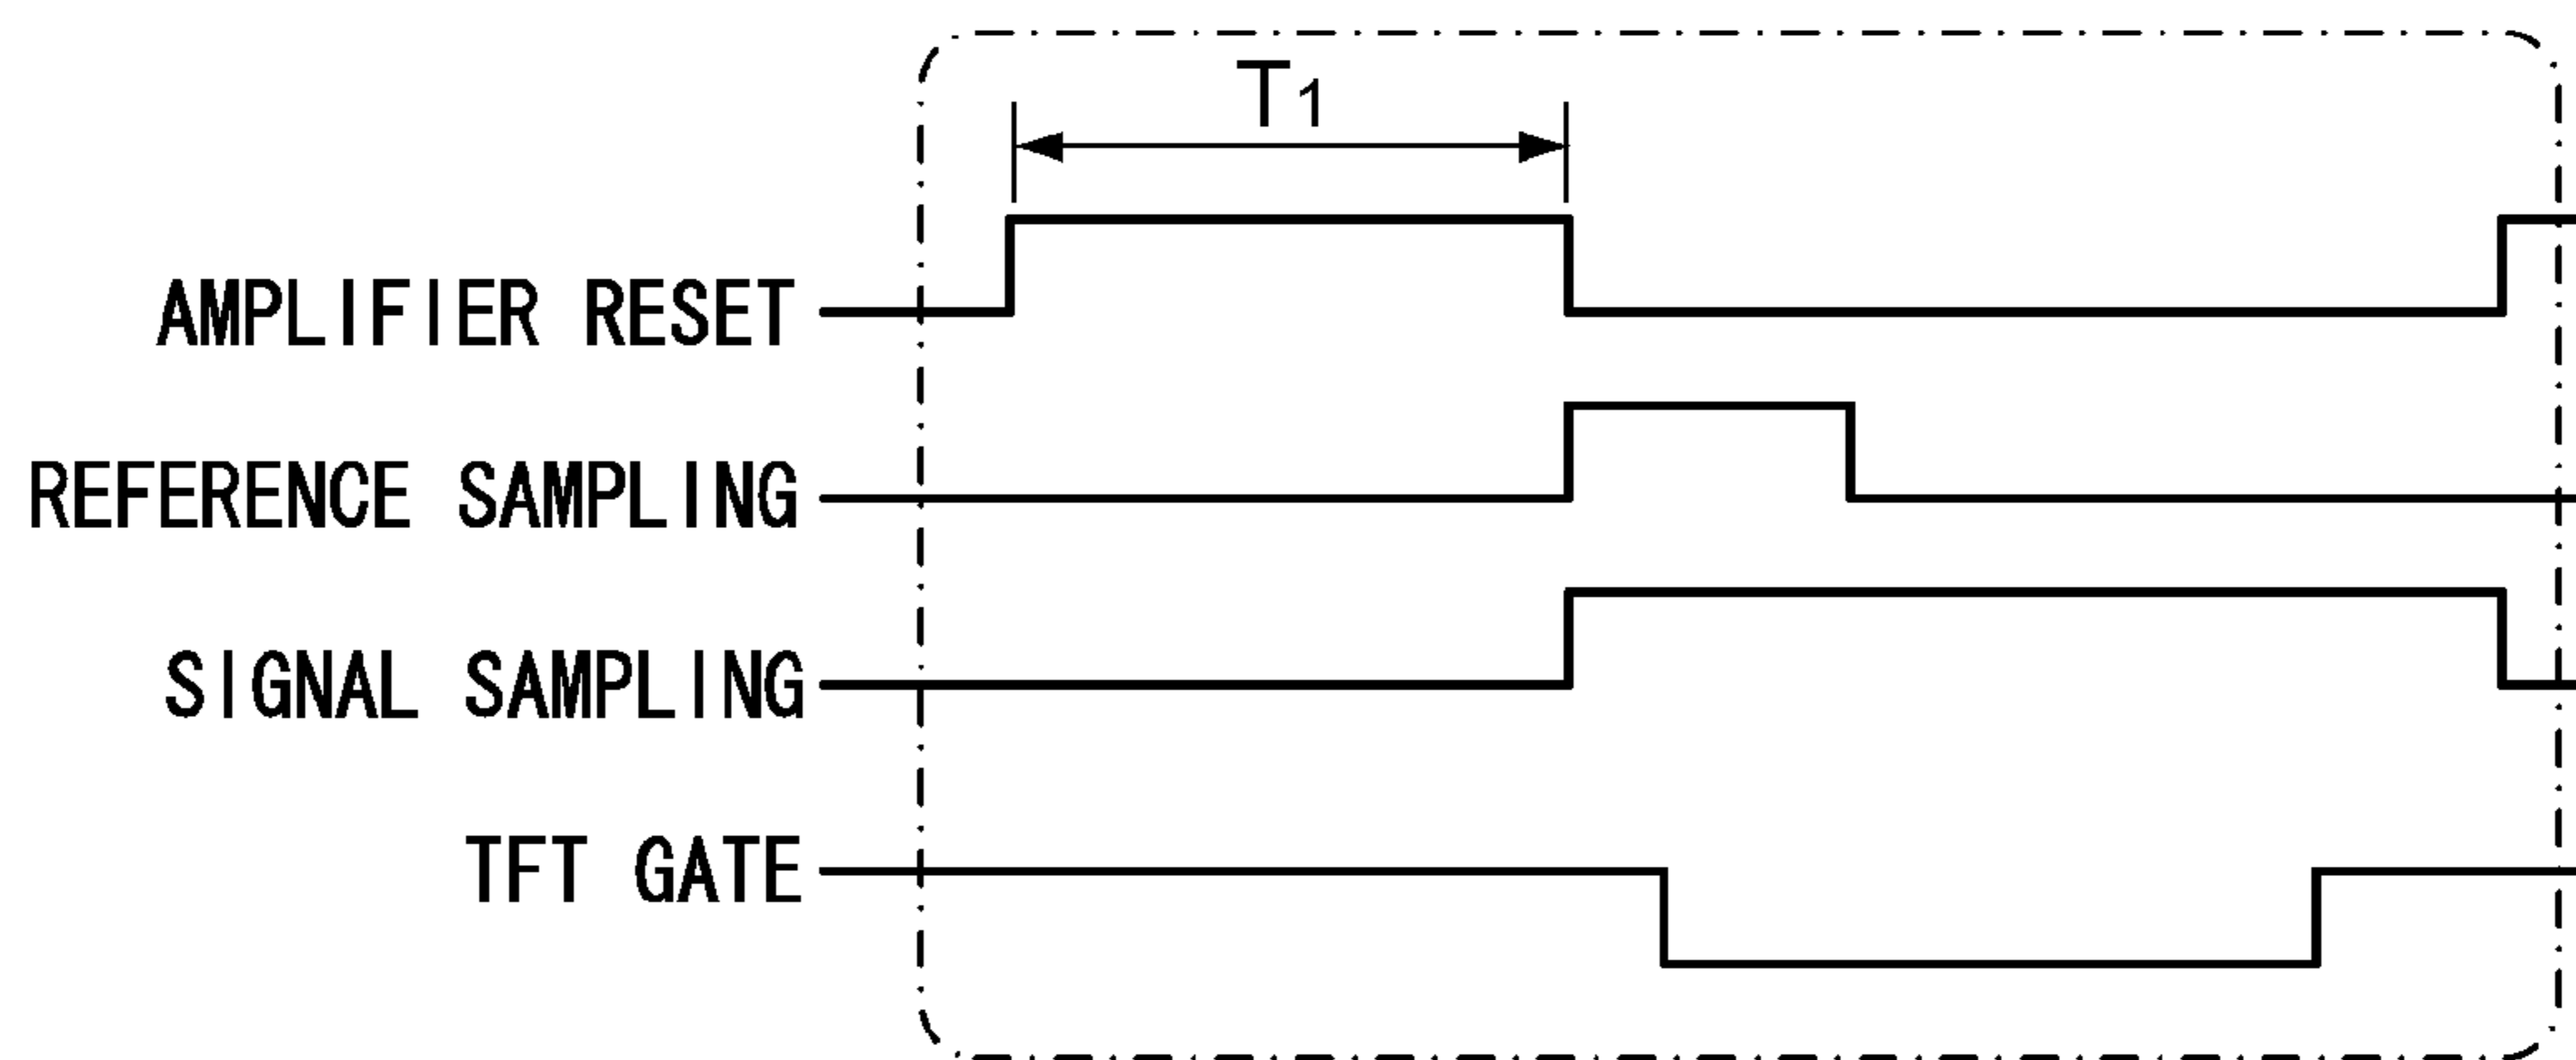 T1
AMPLIFIER RESET
REFERENCE SAMPLING
SIGNAL SAMPLING
TFT GATE